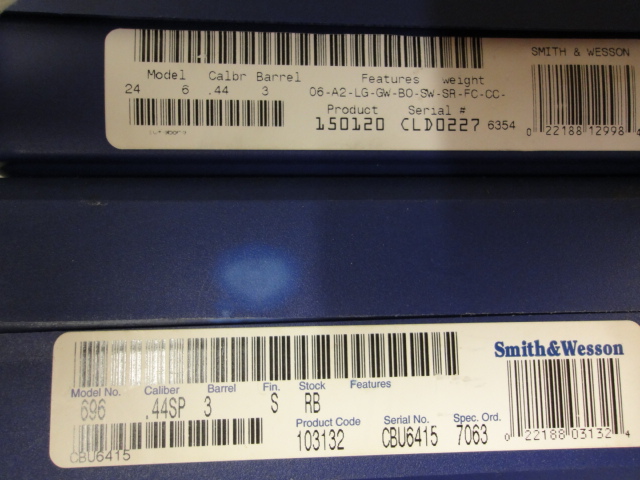 SMITH & WESSON
Model Calbr Barrel Features weight
24 6 .44 3 06-A2-LG-GW-BO-SW-SR-FC-CC-
Product Serial #
150120 CLD0227 6354
0 22188 12998 4
Smith&Wesson
Model No. Caliber Barrel Fin. Stock Features
696 .44SP 3 S RB
Product Code Serial No. Spec. Ord.
103132 CBU6415 7063
CBU6415
0 22188 03132 4